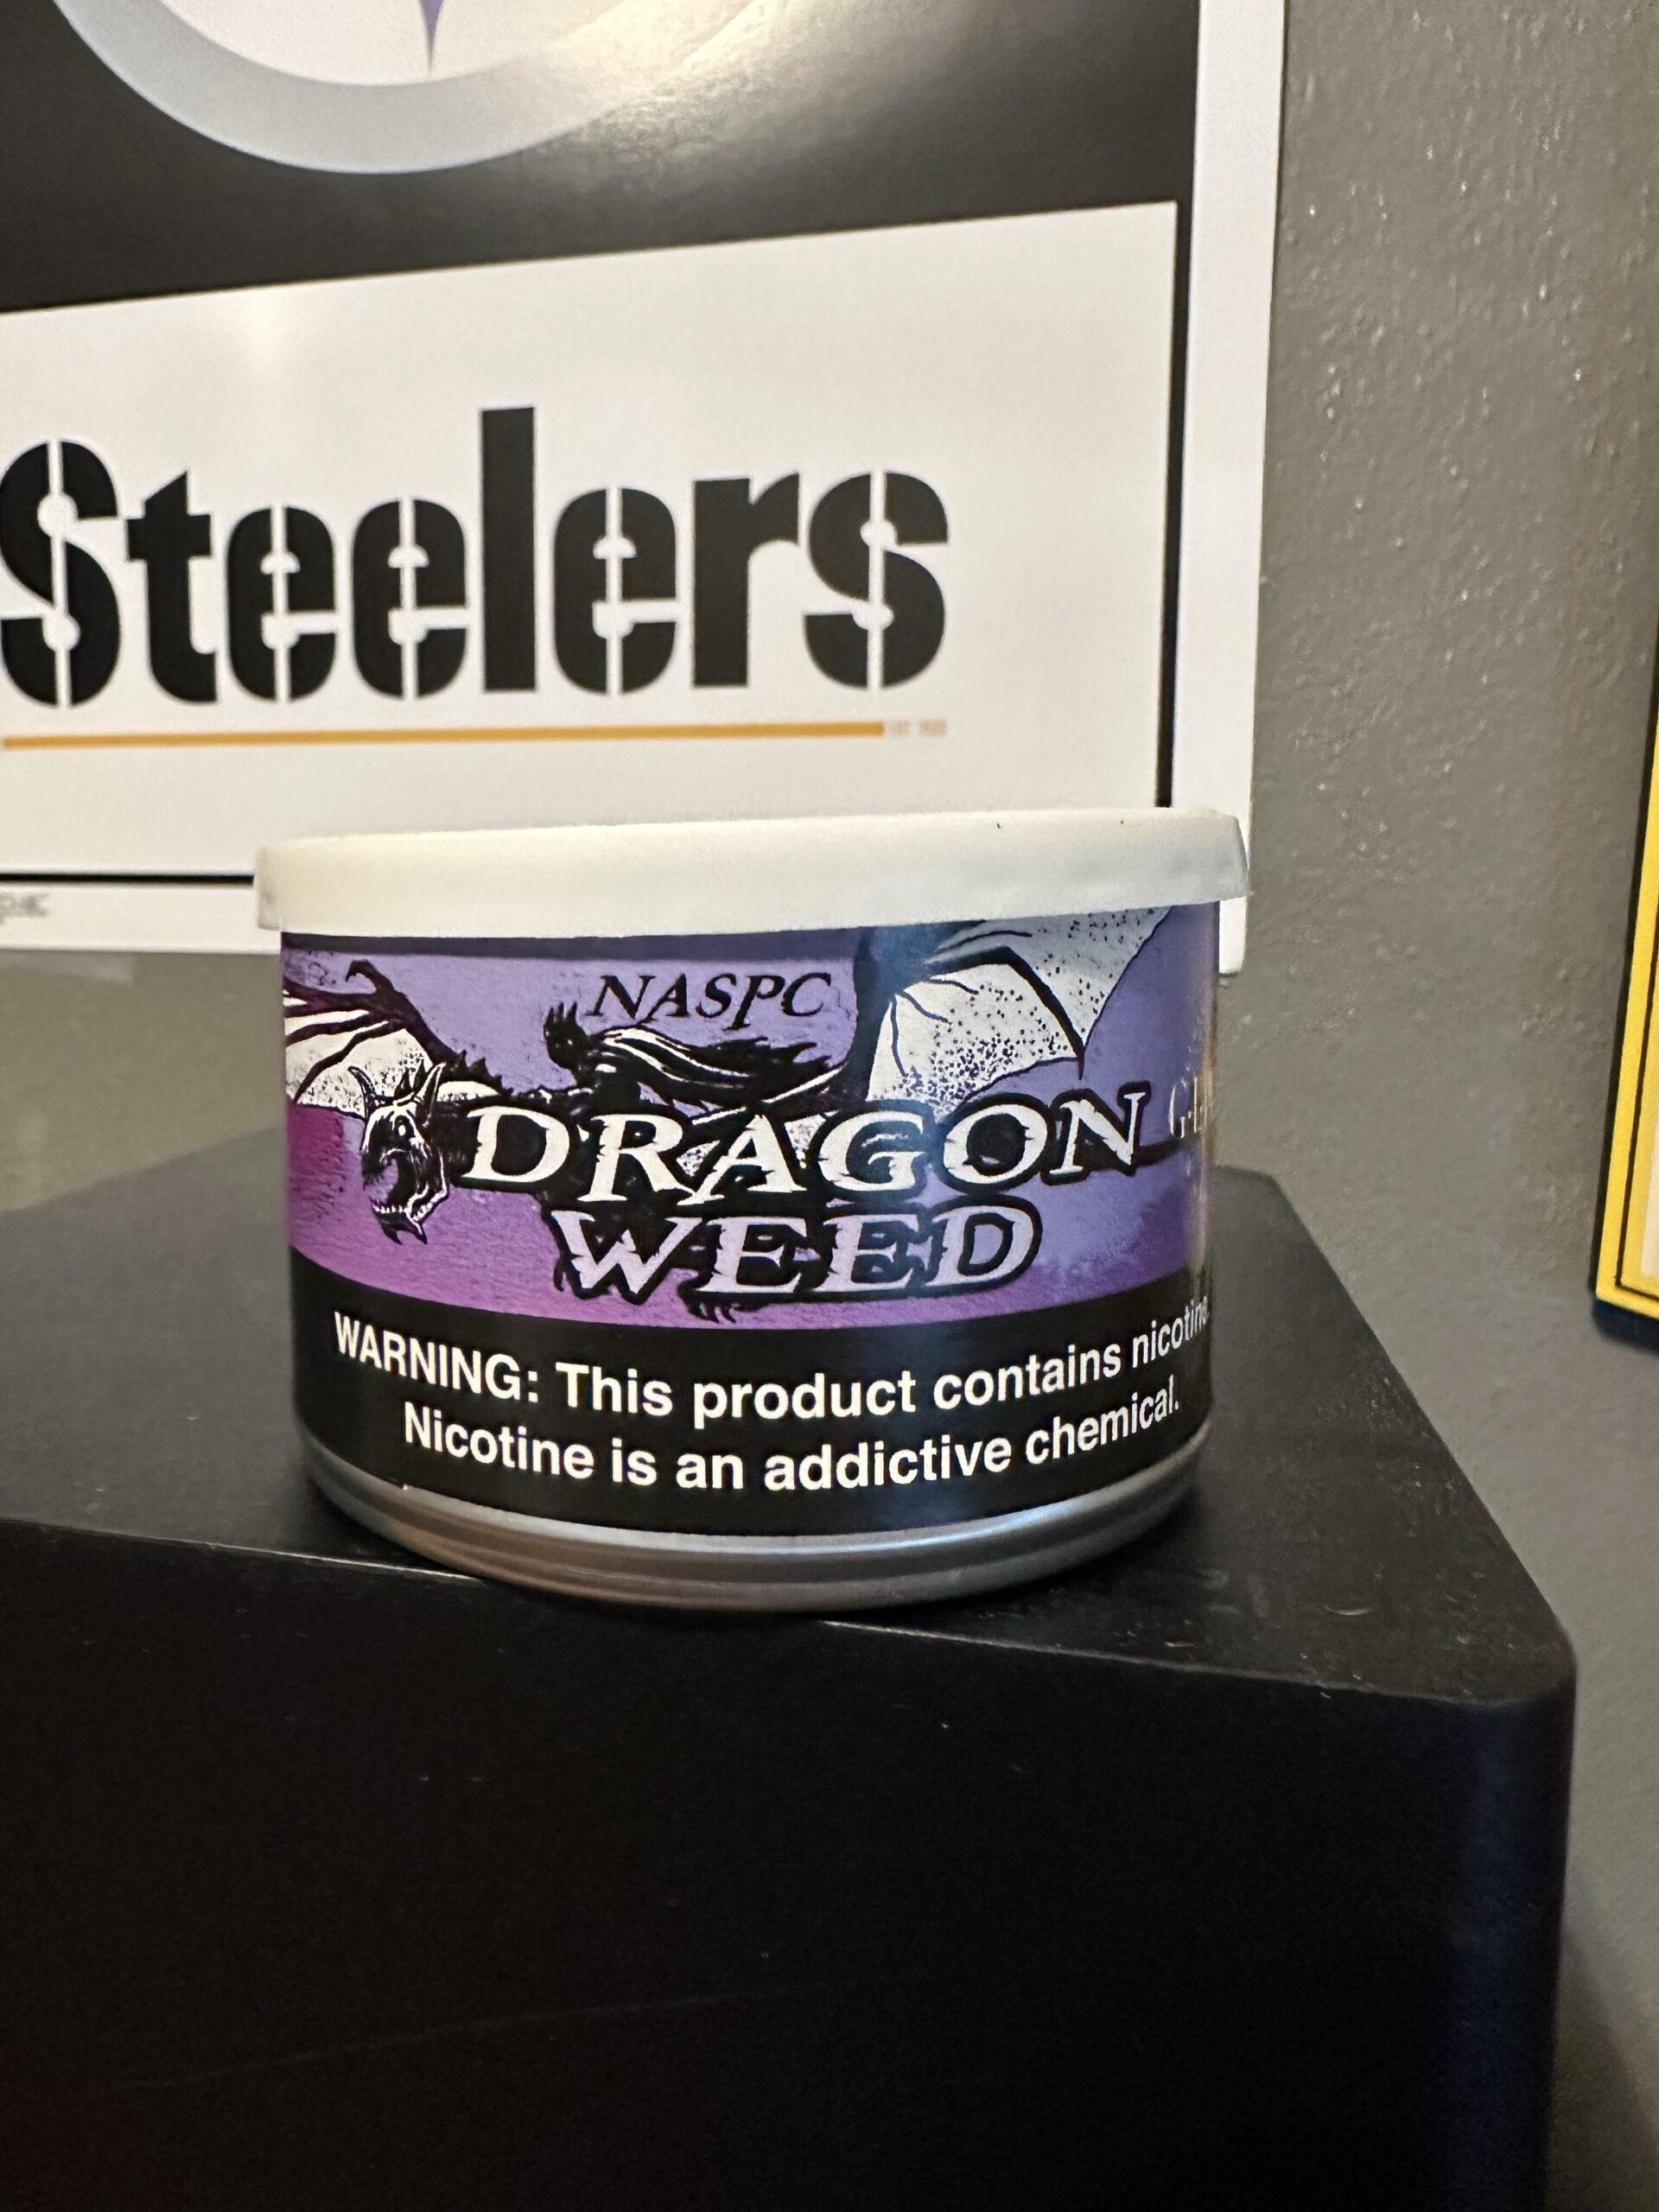 Steelers
NASPC
DRAGON
WEED
WARNING: This product contains nicotine.
Nicotine is an addictive chemical.